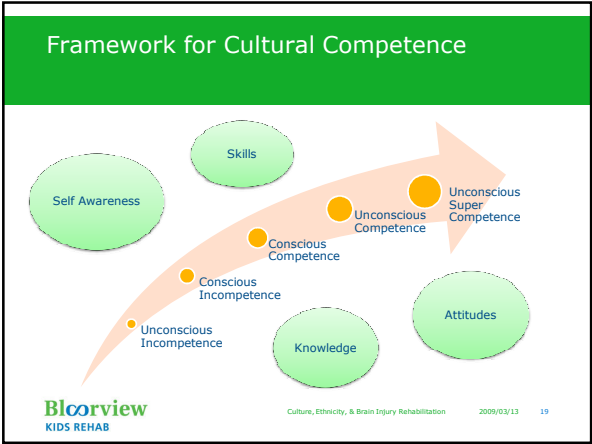 Framework for Cultural Competence
Skills
Self Awareness
Unconscious
Super
Competence
Unconscious
Competence
Conscious
Competence
Conscious
Incompetence
Unconscious
Incompetence
Attitudes
Knowledge
Bloorview
KIDS REHAB
Culture, Ethnicity, & Brain Injury Rehabilitation 2009/03/13 19